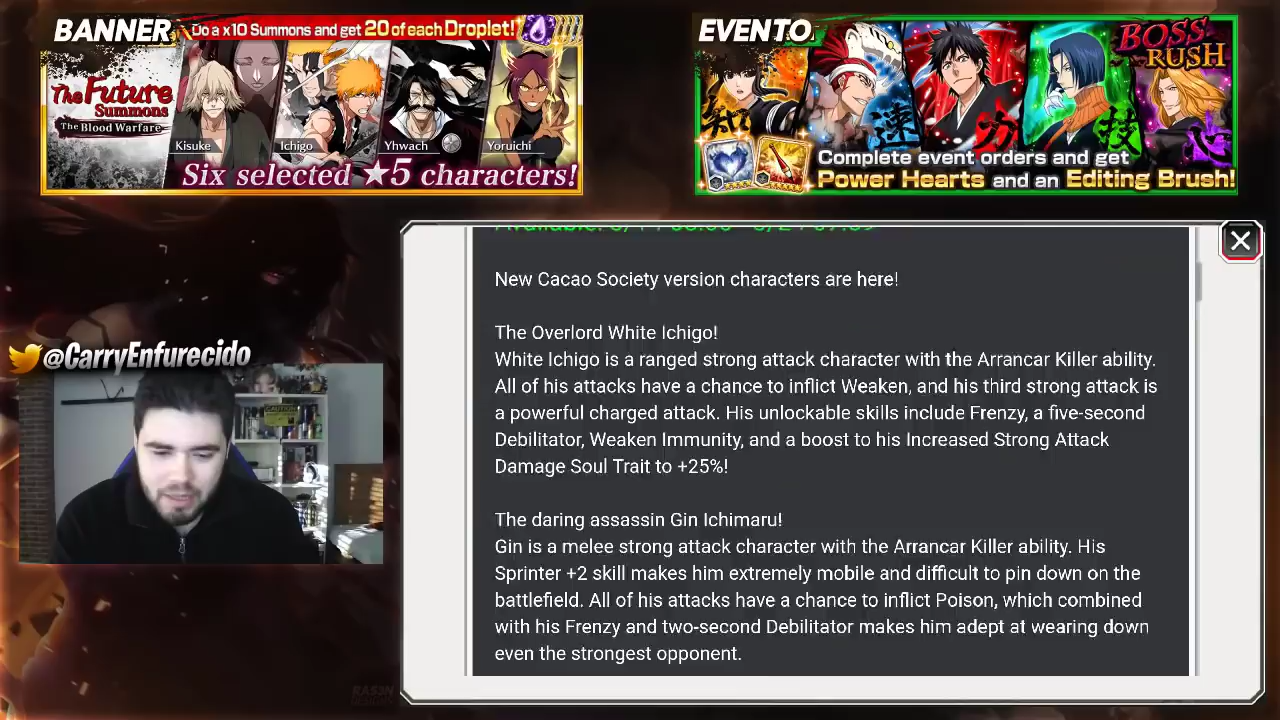 BANNER
Do a x10 Summons and get 20 of each Droplet!
The Future
Summons
The Blood Warfare
Kisuke
Ichigo
Yhwach
Yoruichi
Six selected ★5 characters!
EVENTO
BOSS
RUSH
知
速
力
技
心
Complete event orders and get
Power Hearts and an Editing Brush!
New Cacao Society version characters are here!
The Overlord White Ichigo!
White Ichigo is a ranged strong attack character with the Arrancar Killer ability.
All of his attacks have a chance to inflict Weaken, and his third strong attack is
a powerful charged attack. His unlockable skills include Frenzy, a five-second
Debilitator, Weaken Immunity, and a boost to his Increased Strong Attack
Damage Soul Trait to +25%!
The daring assassin Gin Ichimaru!
Gin is a melee strong attack character with the Arrancar Killer ability. His
Sprinter +2 skill makes him extremely mobile and difficult to pin down on the
battlefield. All of his attacks have a chance to inflict Poison, which combined
with his Frenzy and two-second Debilitator makes him adept at wearing down
even the strongest opponent.
@CarryEnfurecido
CAUTION
RAS3N